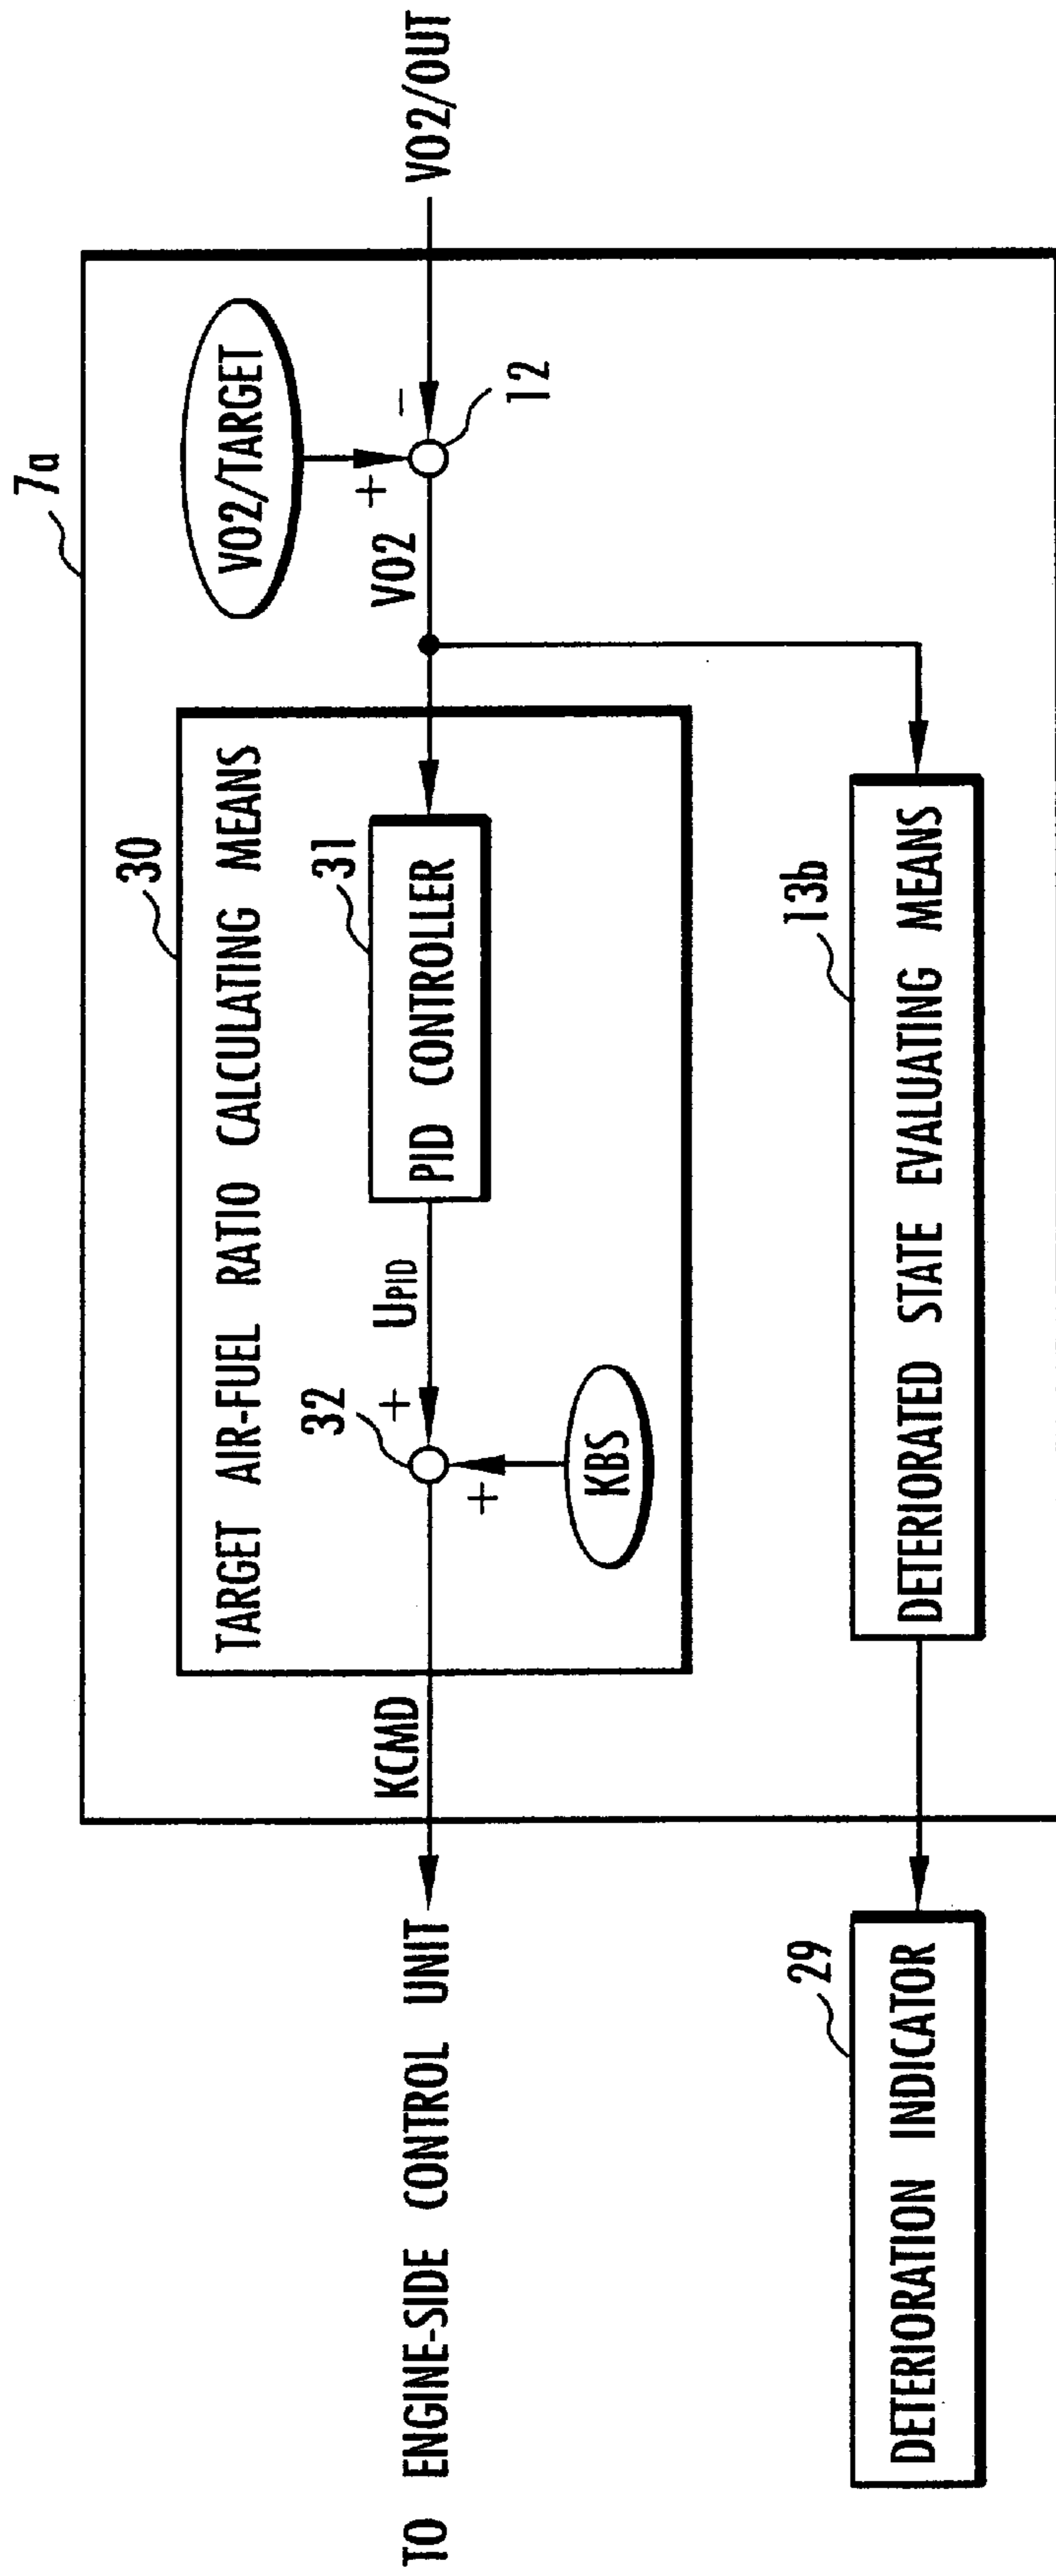 7a
30
TARGET AIR-FUEL RATIO CALCULATING MEANS
VO2/TARGET
TO ENGINE-SIDE CONTROL UNIT
KCMD
32
+
+
UPID
31
PID CONTROLLER
KBS
VO2
+
−
12
VO2/OUT
29
DETERIORATION INDICATOR
13b
DETERIORATED STATE EVALUATING MEANS